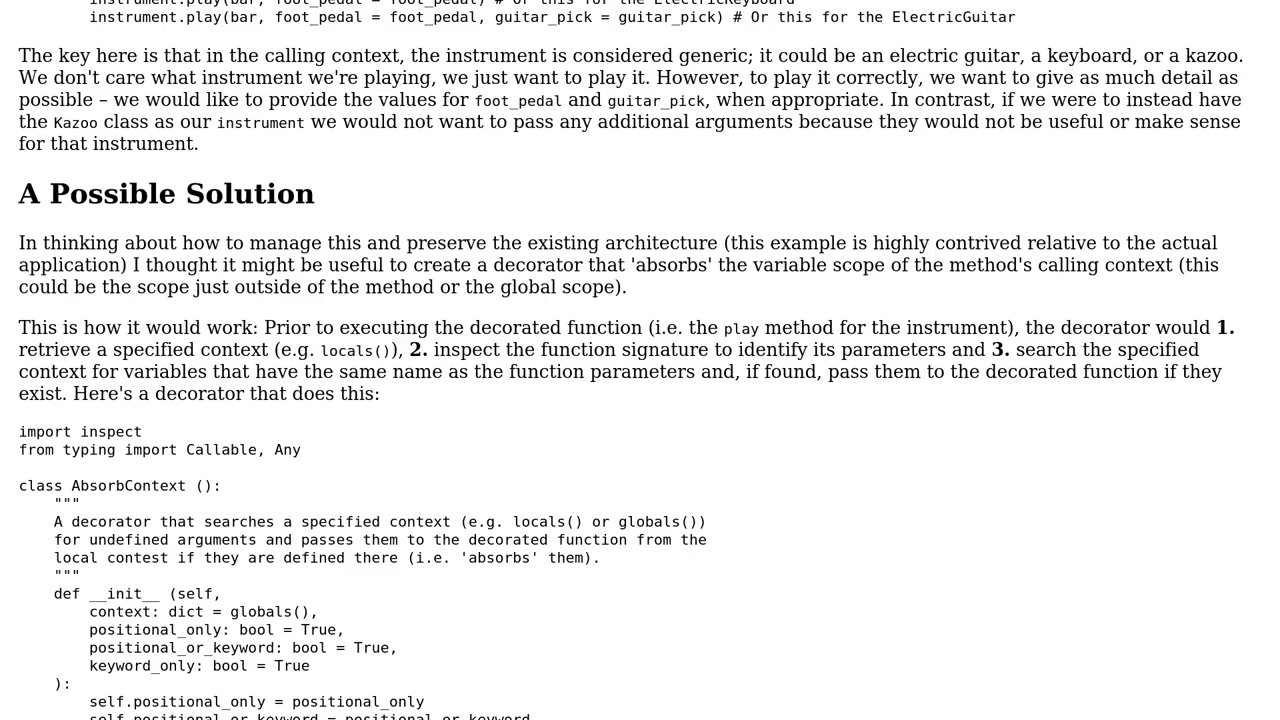 instrument.play(bar, foot_pedal = foot_pedal) # Or this for the ElectricKeyboard
instrument.play(bar, foot_pedal = foot_pedal, guitar_pick = guitar_pick) # Or this for the ElectricGuitar
The key here is that in the calling context, the instrument is considered generic; it could be an electric guitar, a keyboard, or a kazoo.
We don't care what instrument we're playing, we just want to play it. However, to play it correctly, we want to give as much detail as
possible – we would like to provide the values for foot_pedal and guitar_pick, when appropriate. In contrast, if we were to instead have
the Kazoo class as our instrument we would not want to pass any additional arguments because they would not be useful or make sense
for that instrument.
A Possible Solution
In thinking about how to manage this and preserve the existing architecture (this example is highly contrived relative to the actual
application) I thought it might be useful to create a decorator that 'absorbs' the variable scope of the method's calling context (this
could be the scope just outside of the method or the global scope).
This is how it would work: Prior to executing the decorated function (i.e. the play method for the instrument), the decorator would 1.
retrieve a specified context (e.g. locals()), 2. inspect the function signature to identify its parameters and 3. search the specified
context for variables that have the same name as the function parameters and, if found, pass them to the decorated function if they
exist. Here's a decorator that does this:
import inspect
from typing import Callable, Any
class AbsorbContext ():
"""
A decorator that searches a specified context (e.g. locals() or globals())
for undefined arguments and passes them to the decorated function from the
local contest if they are defined there (i.e. 'absorbs' them).
"""
def __init__ (self,
context: dict = globals(),
positional_only: bool = True,
positional_or_keyword: bool = True,
keyword_only: bool = True
):
self.positional_only = positional_only
self.positional_or_keyword = positional_or_keyword